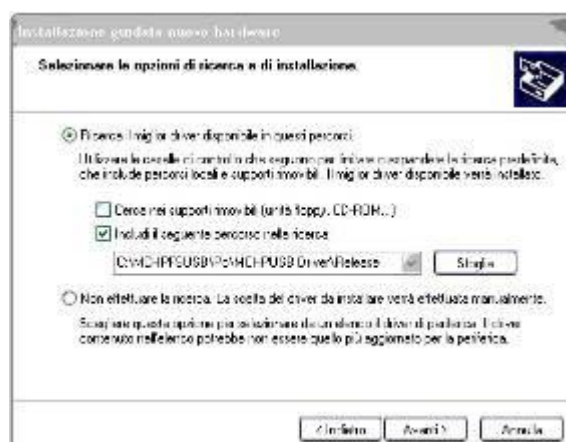 Installazione guidata nuovo hardware
Selezionare le opzioni di ricerca e di installazione.
Ricerca il miglior driver disponibile in questi percorsi.
Utilizzare le caselle di controllo che seguono per limitare o espandere la ricerca predefinita,
che include percorsi locali e supporti rimovibili. Il miglior driver disponibile verrà installato.
Cerca nei supporti rimovibili (unità floppy, CD-ROM...)
Includi il seguente percorso nella ricerca:
Driver\Release
Sfoglia
Non effettuare la ricerca. La scelta del driver da installare verrà effettuata manualmente.
Scegliere questa opzione per selezionare da un elenco il driver di periferica. Il driver
contenuto nell'elenco potrebbe non essere quello più aggiornato per la periferica.
< Indietro
Avanti >
Annulla